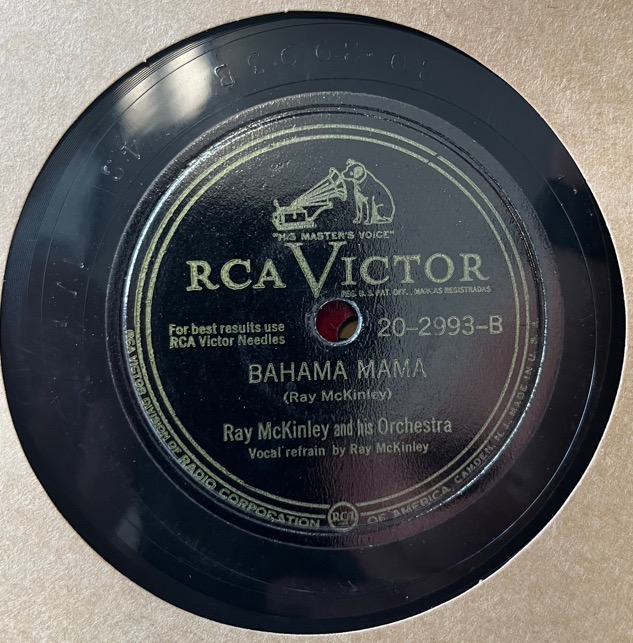 "HIS MASTER'S VOICE"
RCA VICTOR
REG. U. S. PAT. OFF. MARCAS REGISTRADAS
For best results use
RCA Victor Needles
20-2993-B
BAHAMA MAMA
(Ray McKinley)
Ray McKinley and his Orchestra
Vocal refrain by Ray McKinley
RCA VICTOR DIVISION OF RADIO CORPORATION RCA OF AMERICA CAMDEN, N. J. MADE IN U. S. A.